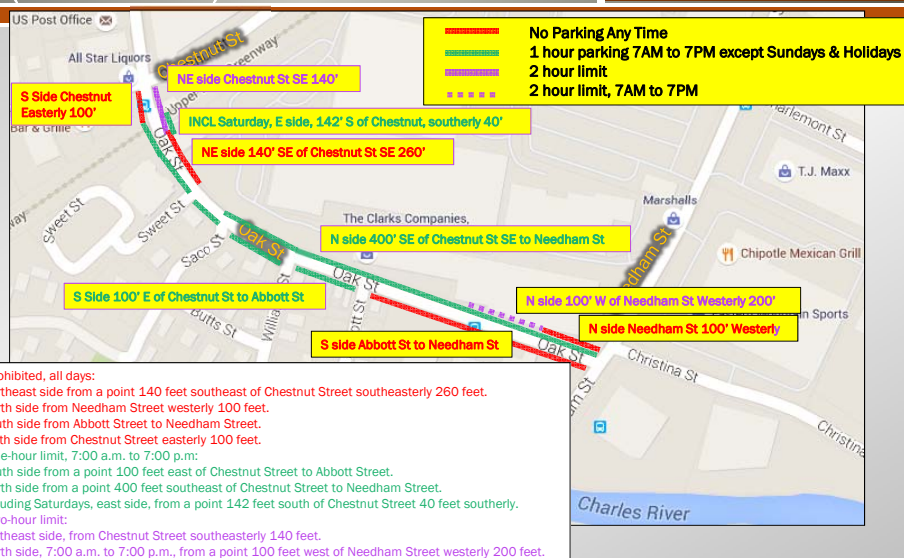 US Post Office
All Star Liquors
Chestnut St
Upper
Greenway
NE side Chestnut St SE 140'
S Side Chestnut
Easterly 100'
Bar & Grille
INCL Saturday, E side, 142' S of Chestnut, southerly 40'
NE side 140' SE of Chestnut St SE 260'
Oak St
No Parking Any Time
1 hour parking 7AM to 7PM except Sundays & Holidays
2 hour limit
2 hour limit, 7AM to 7PM
T.J. Maxx
Marshalls
Chipotle Mexican Grill
Sweet St
Sweet St
Saco St
Oak St
The Clarks Companies,
N side 400' SE of Chestnut St SE to Needham St
Oak St
S Side 100' E of Chestnut St to Abbott St
N side 100' W of Needham St Westerly 200'
Sports
N side Needham St 100' Westerly
Butts St
S side Abbott St to Needham St
Oak St
Christina St
Christina
Charles River
ohibited, all days:
rtheast side from a point 140 feet southeast of Chestnut Street southeasterly 260 feet.
rth side from Needham Street westerly 100 feet.
uth side from Abbott Street to Needham Street.
uth side from Chestnut Street easterly 100 feet.
e-hour limit, 7:00 a.m. to 7:00 p.m:
uth side from a point 100 feet east of Chestnut Street to Abbott Street.
rth side from a point 400 feet southeast of Chestnut Street to Needham Street.
uding Saturdays, east side, from a point 142 feet south of Chestnut Street 40 feet southerly.
o-hour limit:
rtheast side, from Chestnut Street southeasterly 140 feet.
rth side, 7:00 a.m. to 7:00 p.m., from a point 100 feet west of Needham Street westerly 200 feet.